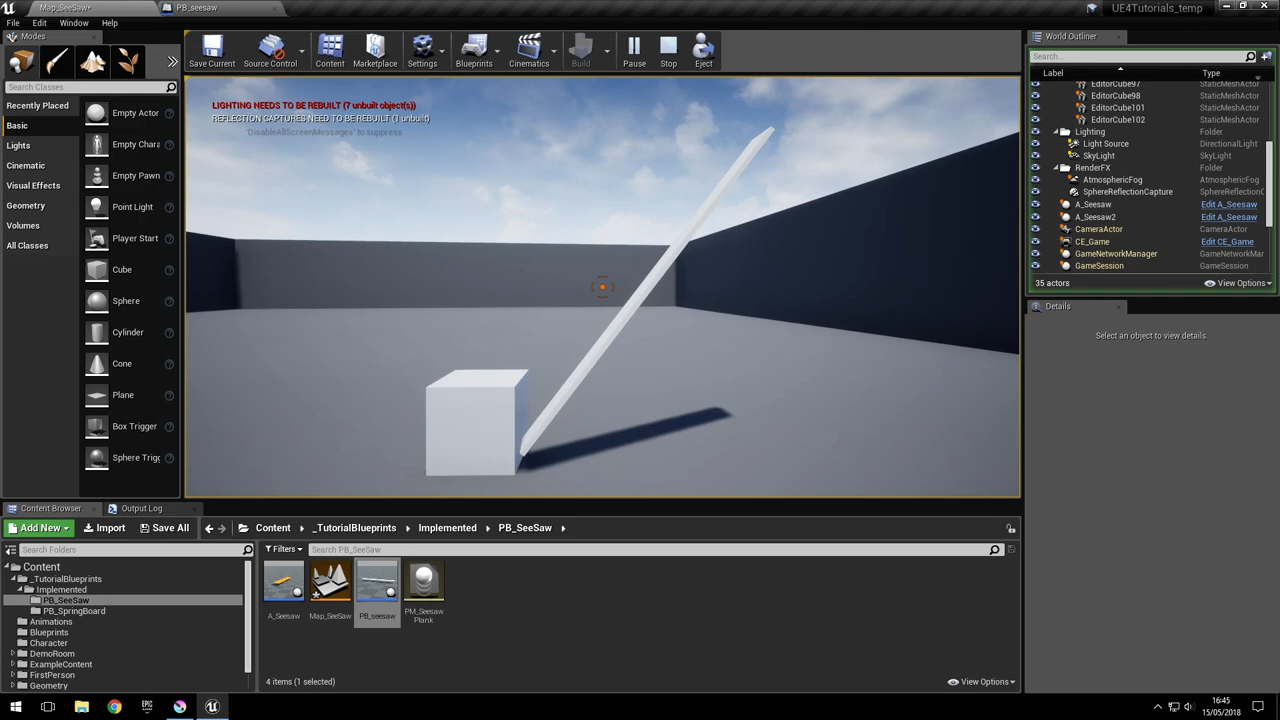 Map_SeeSaw*
PB_seesaw
UE4Tutorials_temp
File Edit Window Help
Modes
Search Classes
Recently Placed
Basic
Lights
Cinematic
Visual Effects
Geometry
Volumes
All Classes
Empty Actor
Empty Chara
Empty Pawn
Point Light
Player Start
Cube
Sphere
Cylinder
Cone
Plane
Box Trigger
Sphere Trigg
Save Current Source Control Content Marketplace Settings Blueprints Cinematics Build Pause Stop Eject
LIGHTING NEEDS TO BE REBUILT (7 unbuilt object(s))
REFLECTION CAPTURES NEED TO BE REBUILT (1 unbuilt)
'DisableAllScreenMessages' to suppress
World Outliner
Search...
Label Type
EditorCube97 StaticMeshActor
EditorCube98 StaticMeshActor
EditorCube101 StaticMeshActor
EditorCube102 StaticMeshActor
Lighting Folder
Light Source DirectionalLight
SkyLight SkyLight
RenderFX Folder
AtmosphericFog AtmosphericFog
SphereReflectionCapture SphereReflectionC
A_Seesaw Edit A_Seesaw
A_Seesaw2 Edit A_Seesaw
CameraActor CameraActor
CE_Game Edit CE_Game
GameNetworkManager GameNetworkMar
GameSession GameSession
35 actors View Options
Details
Select an object to view details.
Content Browser Output Log
Add New Import Save All Content _TutorialBlueprints Implemented PB_SeeSaw
Search Folders
Filters Search PB_SeeSaw
Content
_TutorialBlueprints
Implemented
PB_SeeSaw
PB_SpringBoard
Animations
Blueprints
Character
DemoRoom
ExampleContent
FirstPerson
Geometry
A_Seesaw
Map_SeeSaw
PB_seesaw
PM_Seesaw
Plank
4 items (1 selected) View Options
EPIC
16:45
15/05/2018